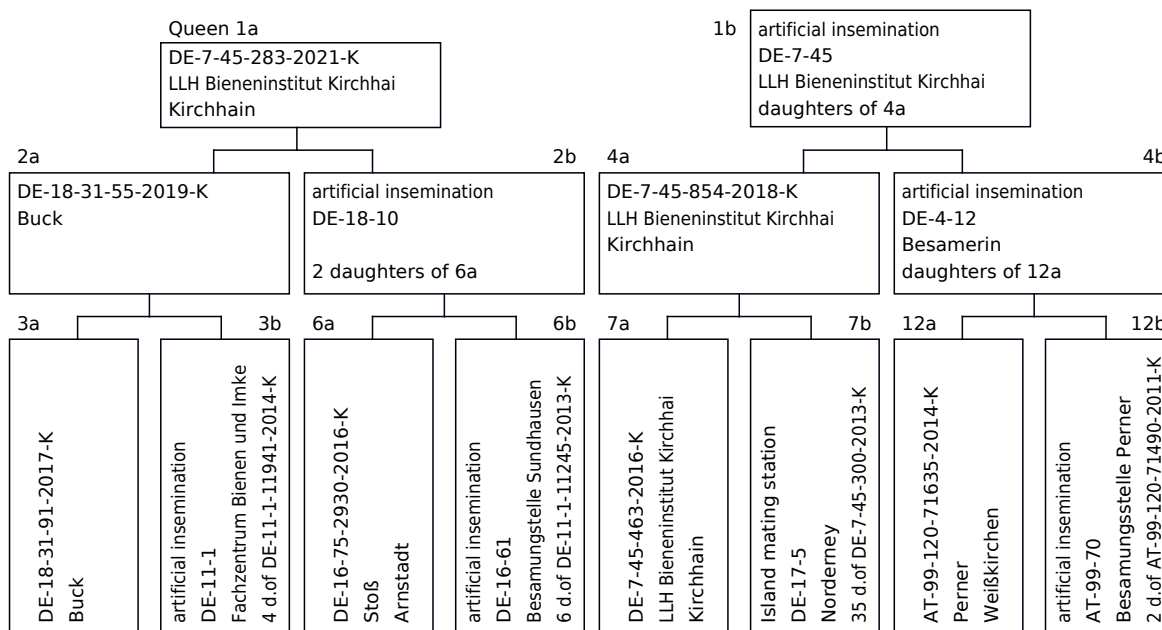 Queen 1a
DE-7-45-283-2021-K
LLH Bieneninstitut Kirchhai
Kirchhain
1b
artificial insemination
DE-7-45
LLH Bieneninstitut Kirchhai
daughters of 4a
2a
DE-18-31-55-2019-K
Buck
2b
artificial insemination
DE-18-10
2 daughters of 6a
4a
DE-7-45-854-2018-K
LLH Bieneninstitut Kirchhai
Kirchhain
4b
artificial insemination
DE-4-12
Besamerin
daughters of 12a
3a
DE-18-31-91-2017-K
Buck
3b
artificial insemination
DE-11-1
Fachzentrum Bienen und Imke
4 d.of DE-11-1-11941-2014-K
6a
DE-16-75-2930-2016-K
Stoß
Arnstadt
6b
artificial insemination
DE-16-61
Besamungstelle Sundhausen
6 d.of DE-11-1-11245-2013-K
7a
DE-7-45-463-2016-K
LLH Bieneninstitut Kirchhai
Kirchhain
7b
Island mating station
DE-17-5
Norderney
35 d.of DE-7-45-300-2013-K
12a
AT-99-120-71635-2014-K
Perner
Weißkirchen
12b
artificial insemination
AT-99-70
Besamungsstelle Perner
2 d.of AT-99-120-71490-2011-K